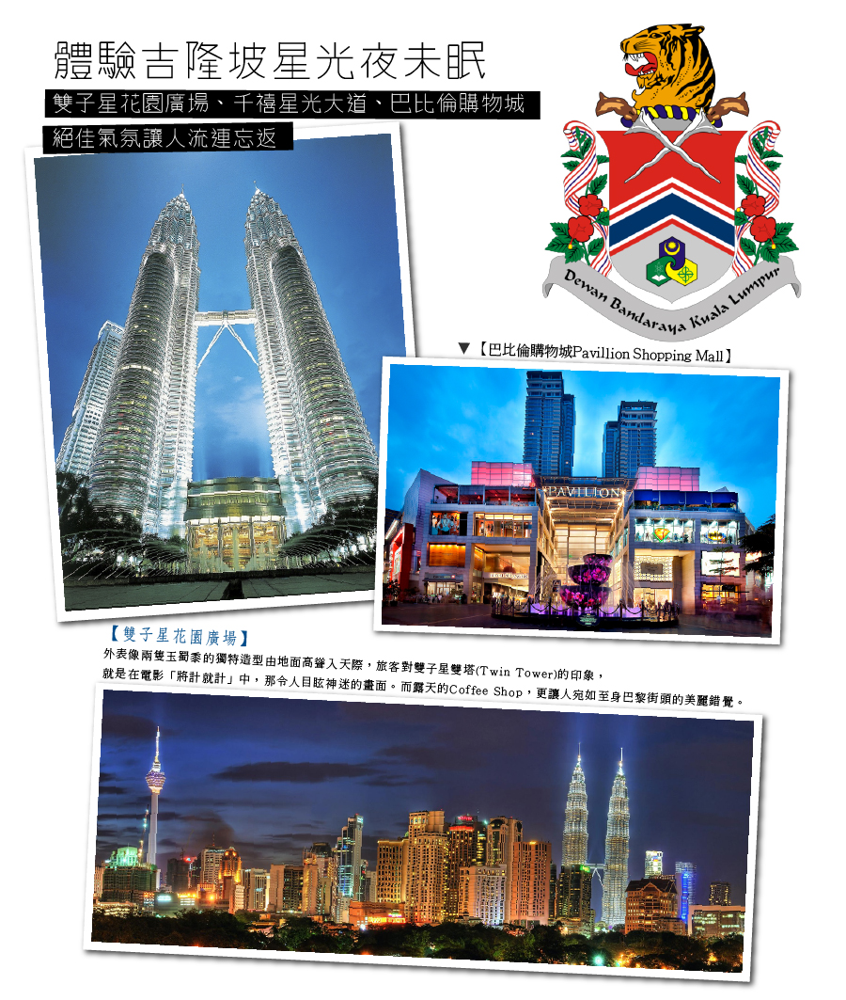 體驗吉隆坡星光夜未眠
雙子星花園廣場、千禧星光大道、巴比倫購物城
絕佳氣氛讓人流連忘返
Dewan Bandaraya Kuala Lumpur
▼【巴比倫購物城Pavillion Shopping Mall】
PAVILION
【雙子星花園廣場】
外表像兩隻玉蜀黍的獨特造型由地面高聳入天際，旅客對雙子星雙塔(Twin Tower)的印象，
就是在電影「將計就計」中，那令人目眩神迷的畫面。而露天的Coffee Shop，更讓人宛如至身巴黎街頭的美麗錯覺。